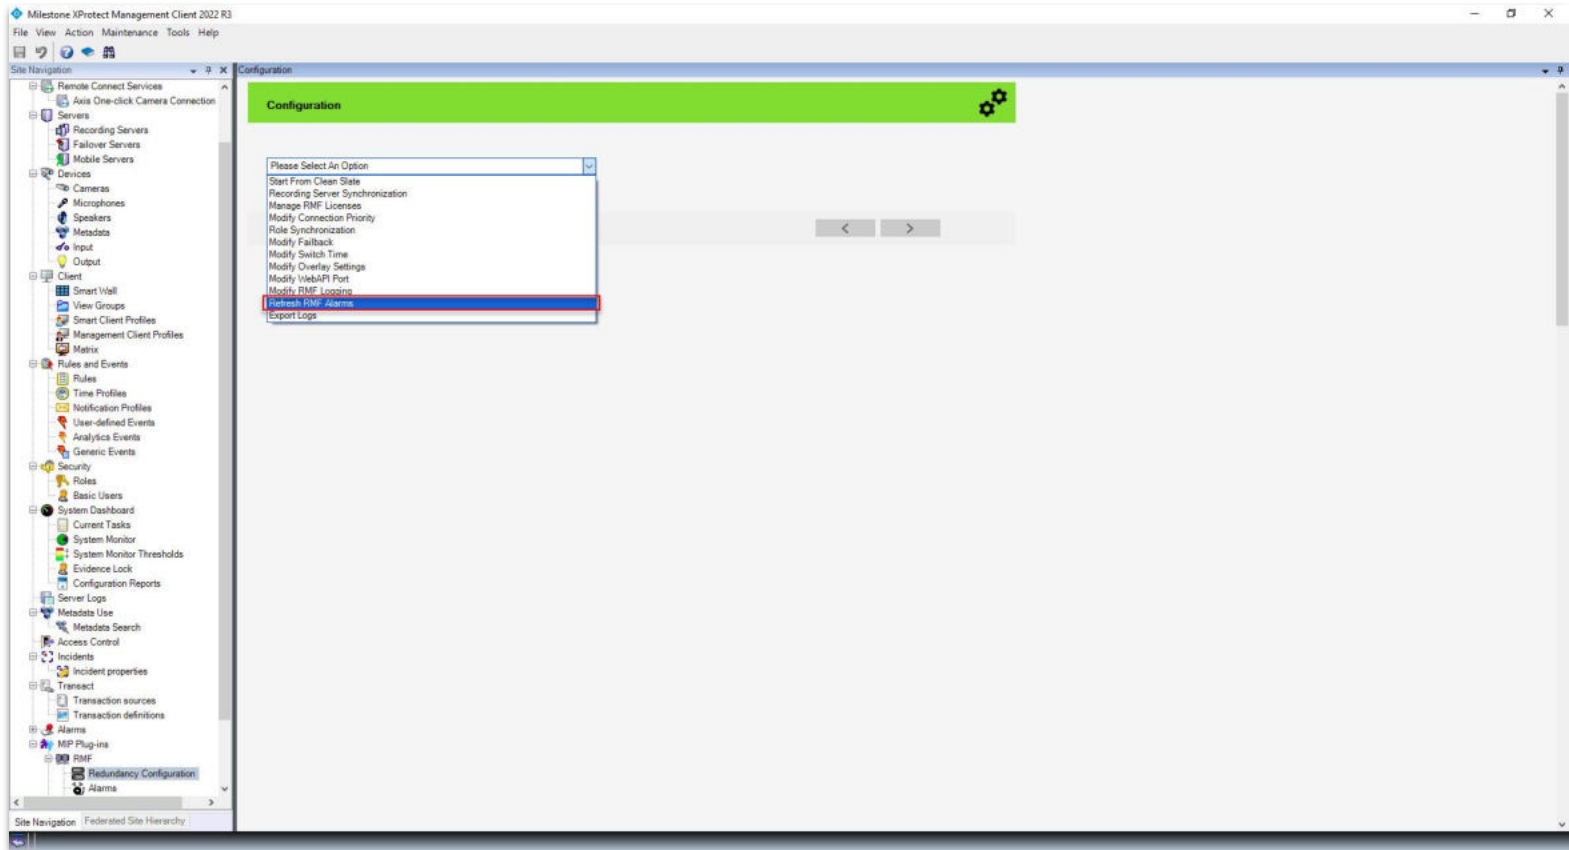 Milestone XProtect Management Client 2022 R3
File View Action Maintenance Tools Help
Site Navigation
Remote Connect Services
Axis One-click Camera Connection
Servers
Recording Servers
Failover Servers
Mobile Servers
Devices
Cameras
Microphones
Speakers
Metadata
Input
Output
Client
Smart Wall
View Groups
Smart Client Profiles
Management Client Profiles
Matrix
Rules and Events
Rules
Time Profiles
Notification Profiles
User-defined Events
Analytics Events
Generic Events
Security
Roles
Basic Users
System Dashboard
Current Tasks
System Monitor
System Monitor Thresholds
Evidence Lock
Configuration Reports
Server Logs
Metadata Use
Metadata Search
Access Control
Incidents
Incident properties
Transact
Transaction sources
Transaction definitions
Alarms
MIP Plug-ins
RMF
Redundancy Configuration
Alarms
Site Navigation Federated Site Hierarchy
Configuration
Configuration
Please Select An Option
Start From Clean Slate
Recording Server Synchronization
Manage RMF Licenses
Modify Connection Priority
Role Synchronization
Modify Failback
Modify Switch Time
Modify Overlay Settings
Modify WebAPI Port
Modify RMF Logging
Refresh RMF Alarms
Export Logs
< >